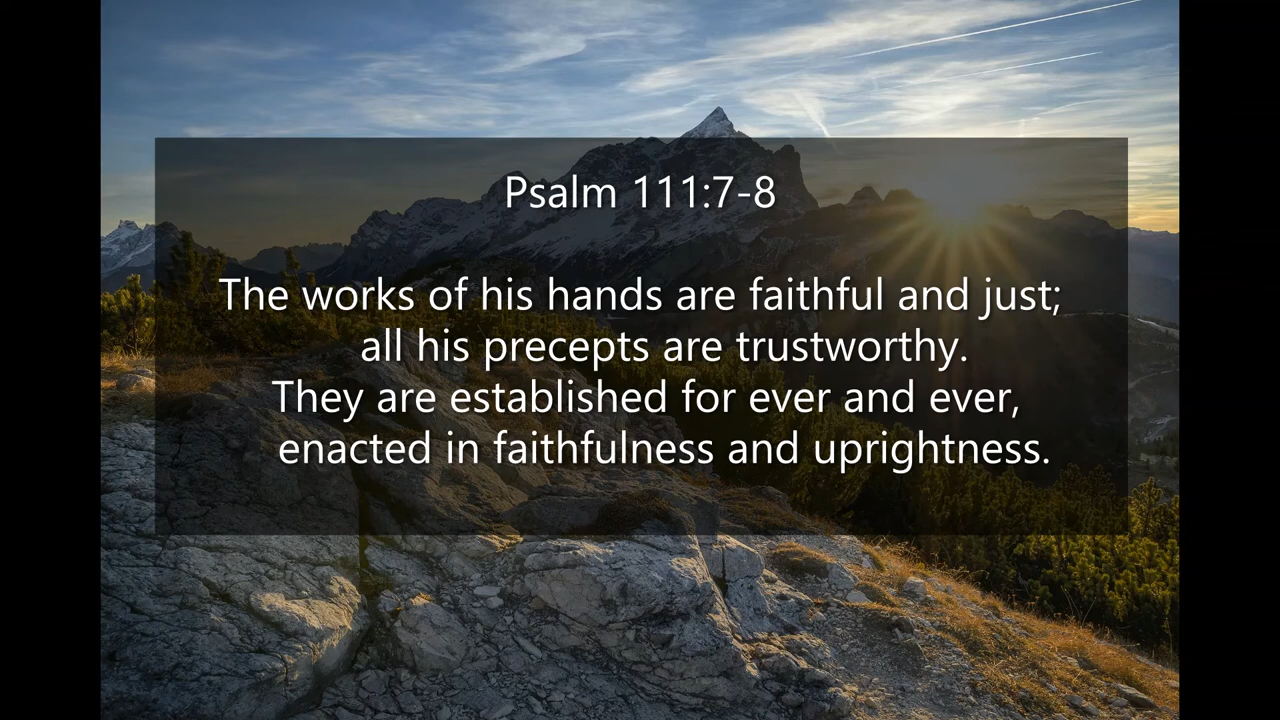 Psalm 111:7-8
The works of his hands are faithful and just;
all his precepts are trustworthy.
They are established for ever and ever,
enacted in faithfulness and uprightness.